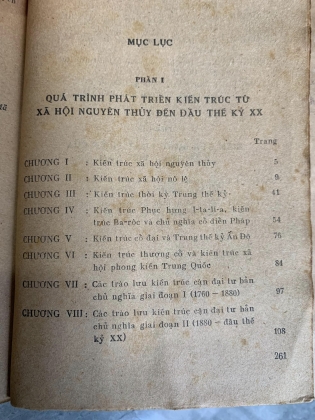 15
MỤC LỤC
PHẦN I
QUÁ TRÌNH PHÁT TRIỂN KIẾN TRÚC TỪ
XÃ HỘI NGUYÊN THỦY ĐẾN ĐẦU THẾ KỶ XX
Trang
CHƯƠNG I : Kiến trúc xã hội nguyên thủy 5
CHƯƠNG II : Kiến trúc xã hội nô lệ 9
CHƯƠNG III : Kiến trúc thời kỳ Trung thế kỷ 41
CHƯƠNG IV : Kiến trúc Phục hưng I-ta-li-a, kiến
trúc Ba-rốc và chủ nghĩa cổ điển Pháp 54
CHƯƠNG V : Kiến trúc cổ đại và Trung thế kỷ Ấn Độ 76
CHƯƠNG VI : Kiến trúc thượng cổ và kiến trúc xã
hội phong kiến Trung Quốc 84
CHƯƠNG VII : Các trào lưu kiến trúc cận đại tư bản
chủ nghĩa giai đoạn I (1760 - 1880) 97
CHƯƠNG VIII : Các trào lưu kiến trúc cận đại tư bản
chủ nghĩa giai đoạn II (1880 - đầu thế
kỷ XX) 108
261